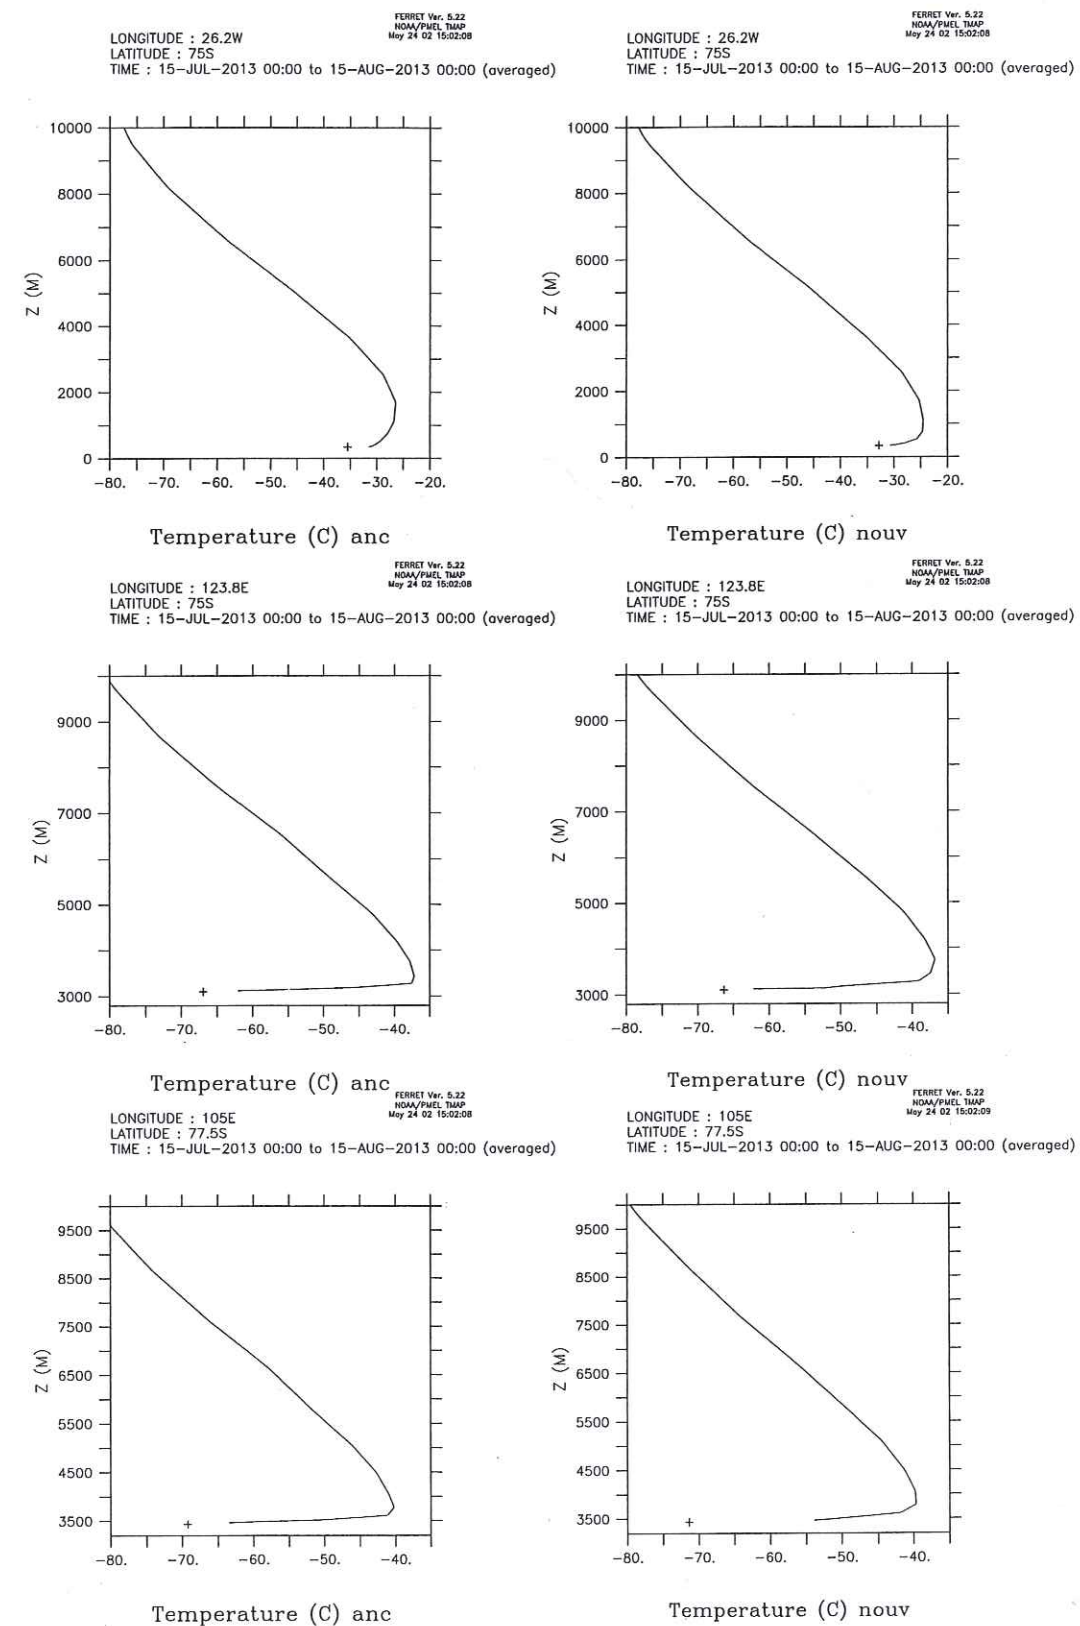 FERRET Ver. 5.22
NOAA/PMEL TMAP
May 24 02 15:02:08
LONGITUDE : 26.2W
LATITUDE : 75S
TIME : 15-JUL-2013 00:00 to 15-AUG-2013 00:00 (averaged)
10000
8000
6000
4000
2000
0
Z (M)
-80. -70. -60. -50. -40. -30. -20.
Temperature (C) anc
FERRET Ver. 5.22
NOAA/PMEL TMAP
May 24 02 15:02:08
LONGITUDE : 26.2W
LATITUDE : 75S
TIME : 15-JUL-2013 00:00 to 15-AUG-2013 00:00 (averaged)
10000
8000
6000
4000
2000
0
Z (M)
-80. -70. -60. -50. -40. -30. -20.
Temperature (C) nouv
FERRET Ver. 5.22
NOAA/PMEL TMAP
May 24 02 15:02:08
LONGITUDE : 123.8E
LATITUDE : 75S
TIME : 15-JUL-2013 00:00 to 15-AUG-2013 00:00 (averaged)
9000
7000
5000
3000
Z (M)
-80. -70. -60. -50. -40.
Temperature (C) anc
FERRET Ver. 5.22
NOAA/PMEL TMAP
May 24 02 15:02:08
LONGITUDE : 123.8E
LATITUDE : 75S
TIME : 15-JUL-2013 00:00 to 15-AUG-2013 00:00 (averaged)
9000
7000
5000
3000
Z (M)
-80. -70. -60. -50. -40.
Temperature (C) nouv
FERRET Ver. 5.22
NOAA/PMEL TMAP
May 24 02 15:02:08
LONGITUDE : 105E
LATITUDE : 77.5S
TIME : 15-JUL-2013 00:00 to 15-AUG-2013 00:00 (averaged)
9500
8500
7500
6500
5500
4500
3500
Z (M)
-80. -70. -60. -50. -40.
Temperature (C) anc
FERRET Ver. 5.22
NOAA/PMEL TMAP
May 24 02 15:02:09
LONGITUDE : 105E
LATITUDE : 77.5S
TIME : 15-JUL-2013 00:00 to 15-AUG-2013 00:00 (averaged)
9500
8500
7500
6500
5500
4500
3500
Z (M)
-80. -70. -60. -50. -40.
Temperature (C) nouv